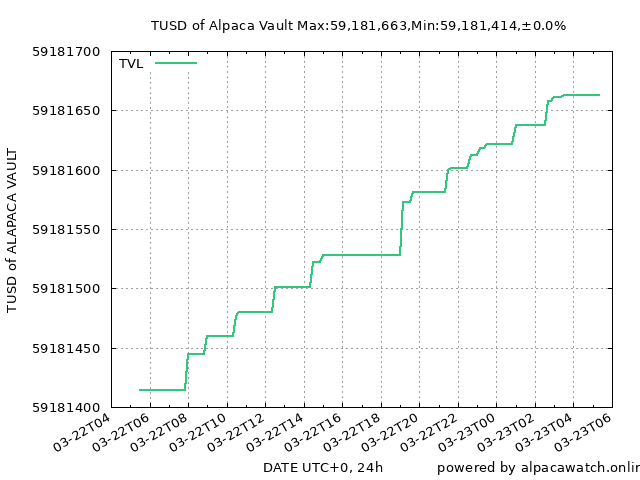 TUSD of Alpaca Vault Max:59,181,663,Min:59,181,414,±0.0%
TVL
59181700
59181650
59181600
59181550
59181500
59181450
59181400
TUSD of ALAPACA VAULT
03-22T04
03-22T06
03-22T08
03-22T10
03-22T12
03-22T14
03-22T16
03-22T18
03-22T20
03-22T22
03-23T00
03-23T02
03-23T04
03-23T06
DATE UTC+0, 24h
powered by alpacawatch.onlin